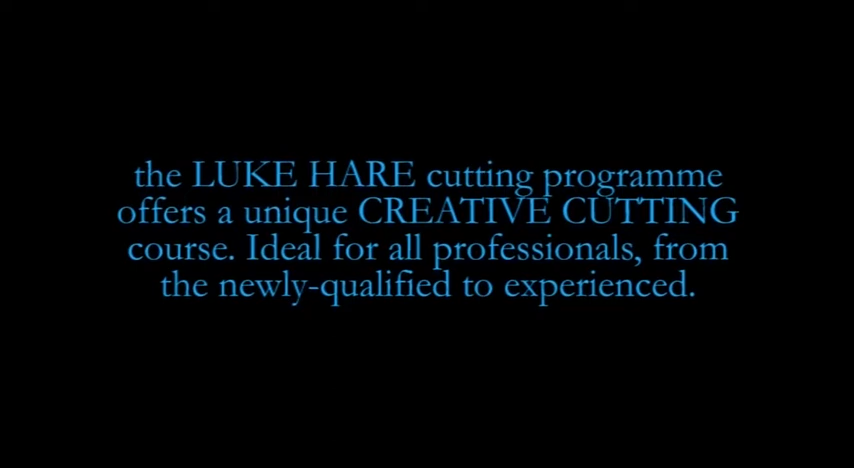 the LUKE HARE cutting programme
offers a unique CREATIVE CUTTING
course. Ideal for all professionals, from
the newly-qualified to experienced.